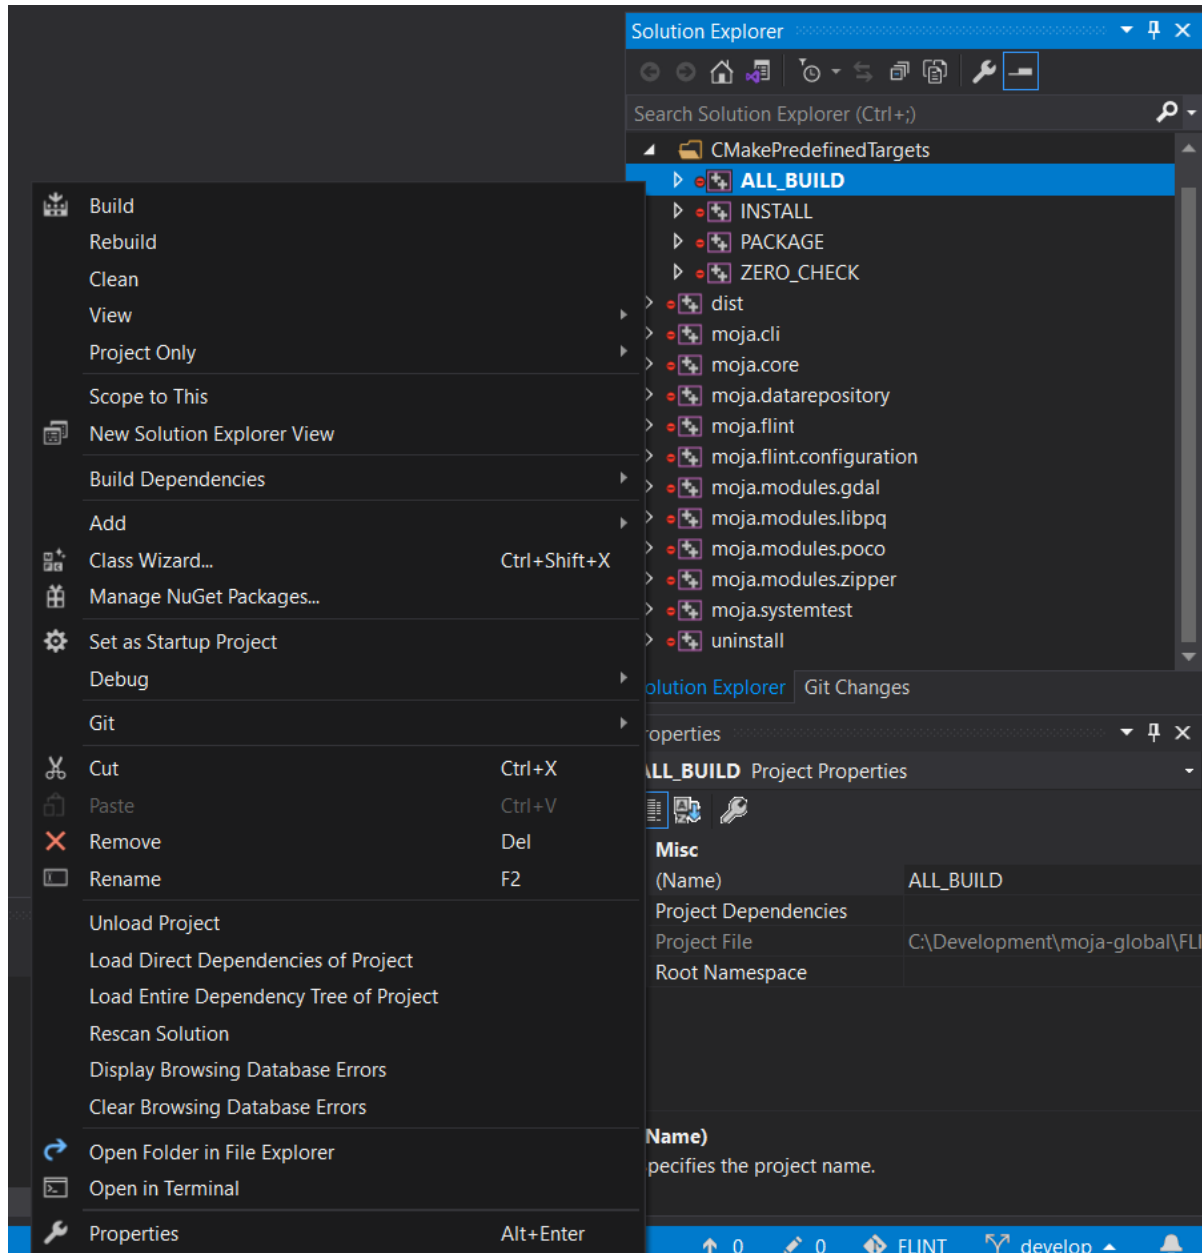 Solution Explorer
Search Solution Explorer (Ctrl+;)
CMakePredefinedTargets
ALL_BUILD
INSTALL
PACKAGE
ZERO_CHECK
dist
moja.cli
moja.core
moja.datarepository
moja.flint
moja.flint.configuration
moja.modules.gdal
moja.modules.libpq
moja.modules.poco
moja.modules.zipper
moja.systemtest
uninstall
olution Explorer Git Changes
Build
Rebuild
Clean
View
Project Only
Scope to This
New Solution Explorer View
Build Dependencies
Add
Class Wizard... Ctrl+Shift+X
Manage NuGet Packages...
Set as Startup Project
Debug
Git
Cut Ctrl+X
Paste Ctrl+V
Remove Del
Rename F2
Unload Project
Load Direct Dependencies of Project
Load Entire Dependency Tree of Project
Rescan Solution
Display Browsing Database Errors
Clear Browsing Database Errors
Open Folder in File Explorer
Open in Terminal
Properties Alt+Enter
operties
ALL_BUILD Project Properties
Misc
(Name) ALL_BUILD
Project Dependencies
Project File C:\Development\moja-global\FLI
Root Namespace
Name)
pecifies the project name.
0 0 FLINT develop